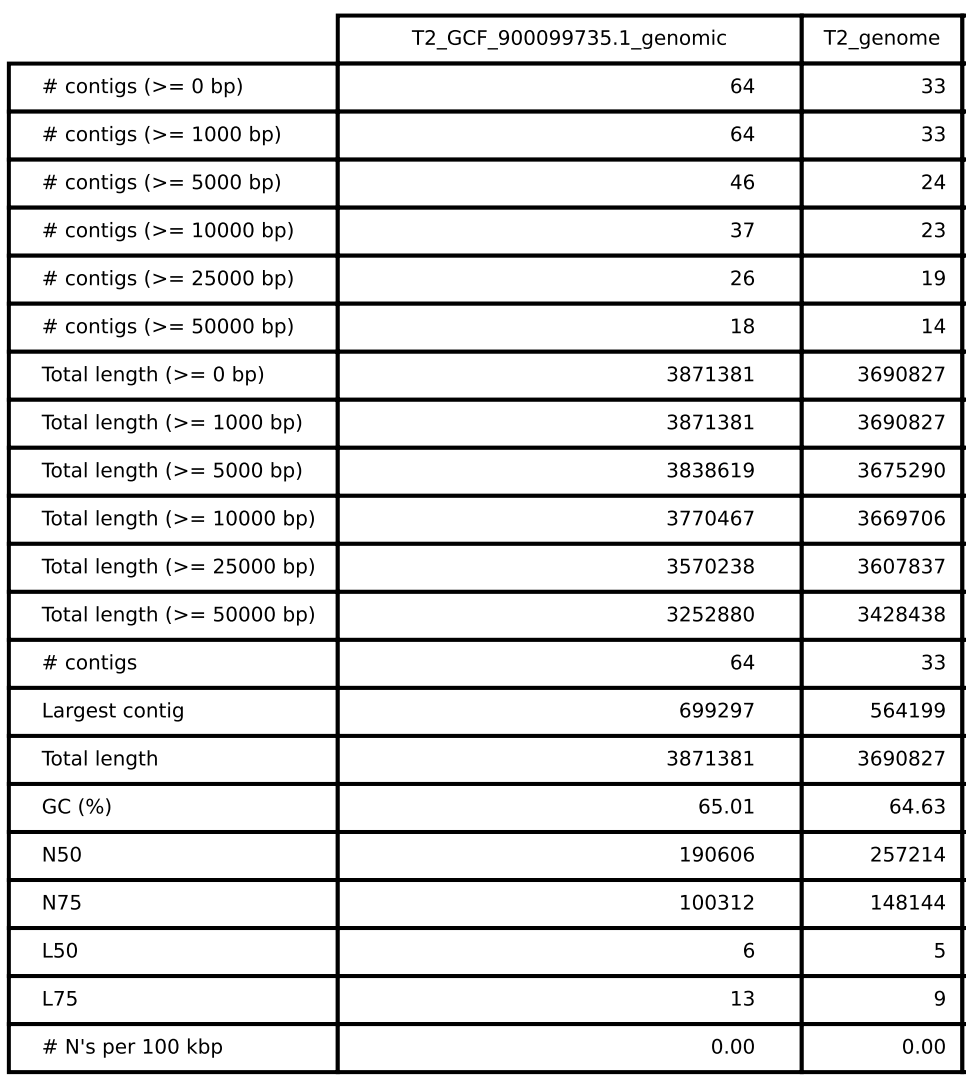 T2_GCF_900099735.1_genomic T2_genome
# contigs (>= 0 bp) 64 33
# contigs (>= 1000 bp) 64 33
# contigs (>= 5000 bp) 46 24
# contigs (>= 10000 bp) 37 23
# contigs (>= 25000 bp) 26 19
# contigs (>= 50000 bp) 18 14
Total length (>= 0 bp) 3871381 3690827
Total length (>= 1000 bp) 3871381 3690827
Total length (>= 5000 bp) 3838619 3675290
Total length (>= 10000 bp) 3770467 3669706
Total length (>= 25000 bp) 3570238 3607837
Total length (>= 50000 bp) 3252880 3428438
# contigs 64 33
Largest contig 699297 564199
Total length 3871381 3690827
GC (%) 65.01 64.63
N50 190606 257214
N75 100312 148144
L50 6 5
L75 13 9
# N's per 100 kbp 0.00 0.00